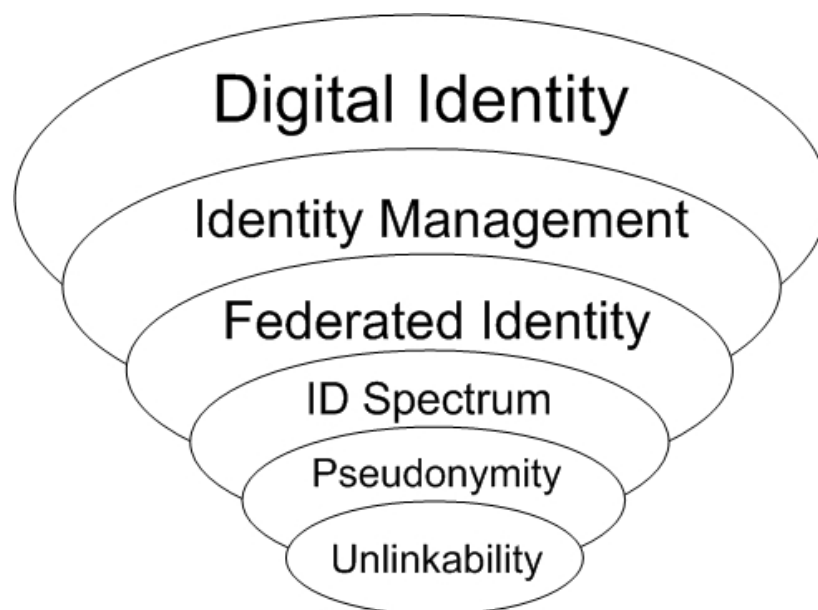 Digital Identity
Identity Management
Federated Identity
ID Spectrum
Pseudonymity
Unlinkability